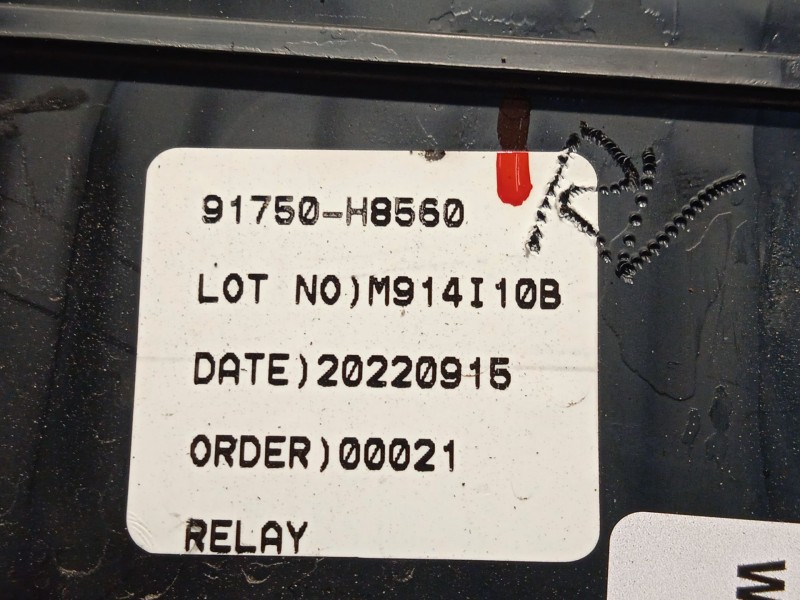 91750-H8560
LOT NO)M914I10B
DATE)20220915
ORDER)00021
RELAY
W